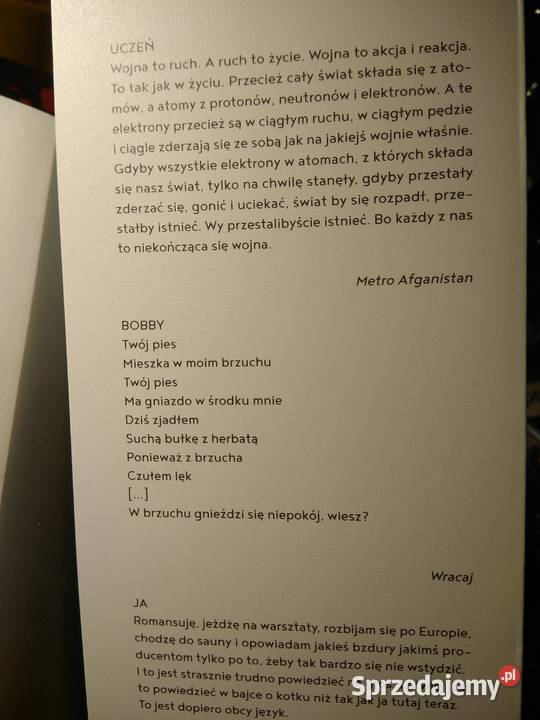 UCZEŃ
Wojna to ruch. A ruch to życie. Wojna to akcja i reakcja.
To tak jak w życiu. Przecież cały świat składa się z ato-
mów, a atomy z protonów, neutronów i elektronów. A te
elektrony przecież są w ciągłym ruchu, w ciągłym pędzie
i ciągle zderzają się ze sobą jak na jakiejś wojnie właśnie.
Gdyby wszystkie elektrony w atomach, z których składa
się nasz świat, tylko na chwilę stanęły, gdyby przestały
zderzać się, gonić i uciekać, świat by się rozpadł, prze-
stałby istnieć. Wy przestalibyście istnieć. Bo każdy z nas
to niekończąca się wojna.
Metro Afganistan
BOBBY
Twój pies
Mieszka w moim brzuchu
Twój pies
Ma gniazdo w środku mnie
Dziś zjadłem
Suchą bułkę z herbatą
Ponieważ z brzucha
Czułem lęk
[...]
W brzuchu gnieździ się niepokój, wiesz?
Wracaj
JA
Romansuję, jeżdżę na warsztaty, rozbijam się po Europie,
chodzę do sauny i opowiadam jakieś bzdury jakimś pro-
ducentom tylko po to, żeby tak bardzo się nie wstydzić.
I to jest strasznie trudno powiedzieć
to powiedzieć w bajce o kotku niż tak jak ja tutaj teraz.
To jest dopiero obcy język.
Sprzedajemy.pl